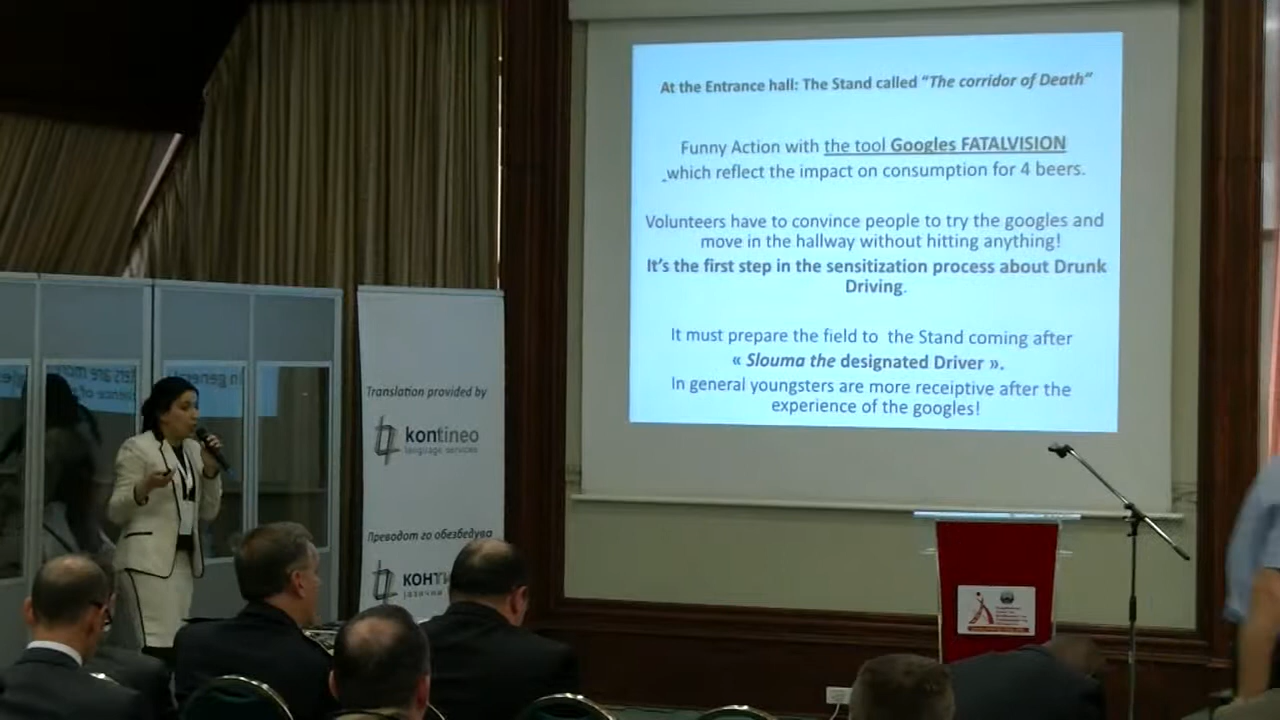 At the Entrance hall: The Stand called “The corridor of Death”
Funny Action with the tool Googles FATALVISION
which reflect the impact on consumption for 4 beers.
Volunteers have to convince people to try the googles and
move in the hallway without hitting anything!
It’s the first step in the sensitization process about Drunk
Driving.
It must prepare the field to the Stand coming after
« Slouma the designated Driver ».
In general youngsters are more receiptive after the
experience of the googles!
Translation provided by
kontineo
language services
Преводот го обезбедува
КОНТИ
јазични